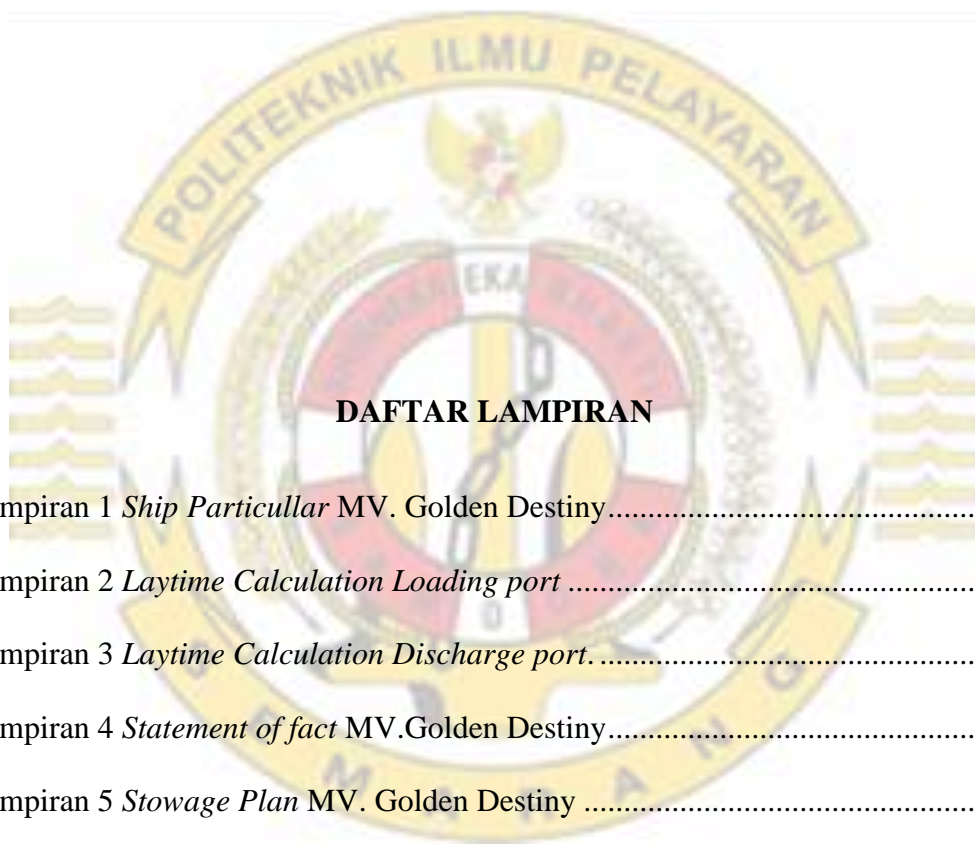 POLITEKNIK ILMU PELAYARAN
EKA
DAFTAR LAMPIRAN
mpiran 1 Ship Particullar MV. Golden Destiny..............................................
mpiran 2 Laytime Calculation Loading port ...................................................
mpiran 3 Laytime Calculation Discharge port. ...............................................
mpiran 4 Statement of fact MV.Golden Destiny..............................................
mpiran 5 Stowage Plan MV. Golden Destiny .................................................
SEMARANG